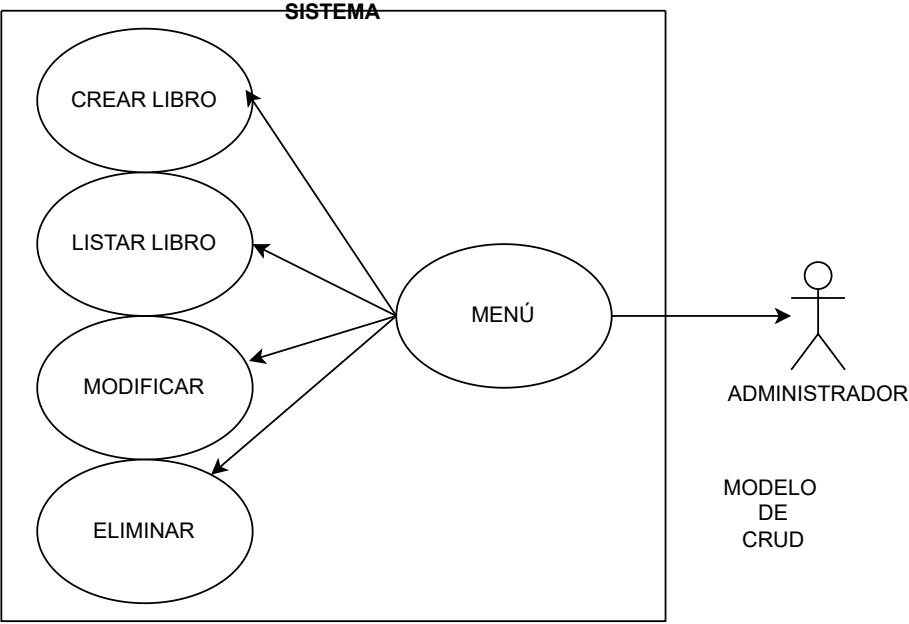 SISTEMA
CREAR LIBRO
LISTAR LIBRO
MENÚ
MODIFICAR
ADMINISTRADOR
ELIMINAR
MODELO
DE
CRUD